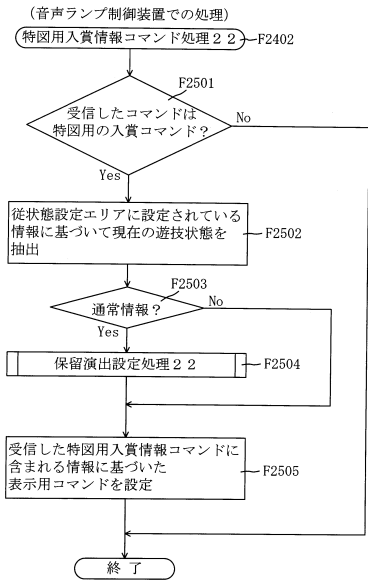 (音声ランプ制御装置での処理)
特図用入賞情報コマンド処理22
F2402
F2501
受信したコマンドは
特図用の入賞コマンド?
No
Yes
従状態設定エリアに設定されている
情報に基づいて現在の遊技状態を
抽出
F2502
F2503
通常情報?
No
Yes
保留演出設定処理22
F2504
受信した特図用入賞情報コマンドに
含まれる情報に基づいた
表示用コマンドを設定
F2505
終了